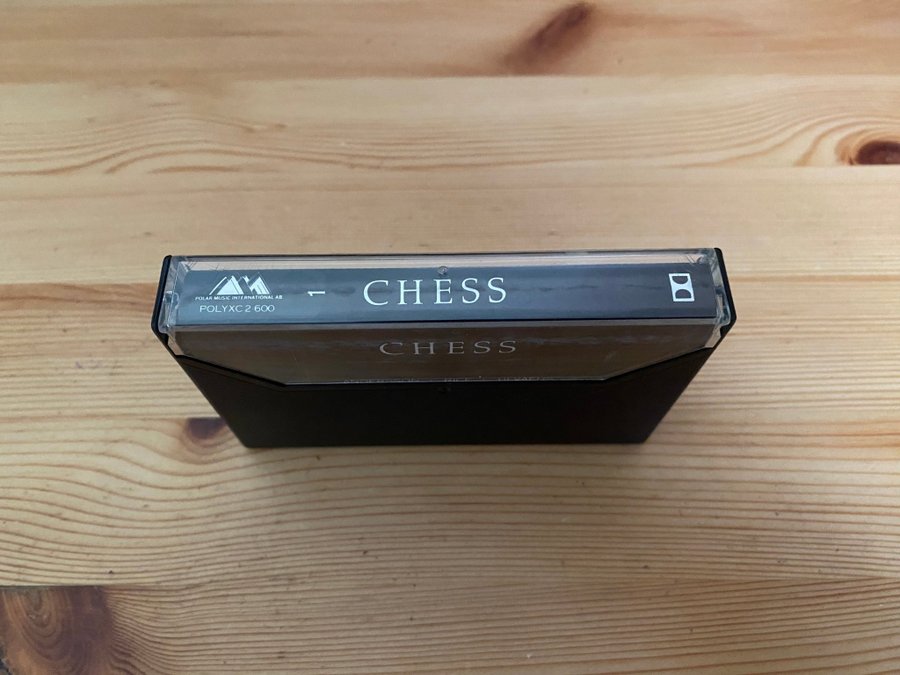 POLAR MUSIC INTERNATIONAL AB
POLYXC 2 600
1
CHESS
CHESS